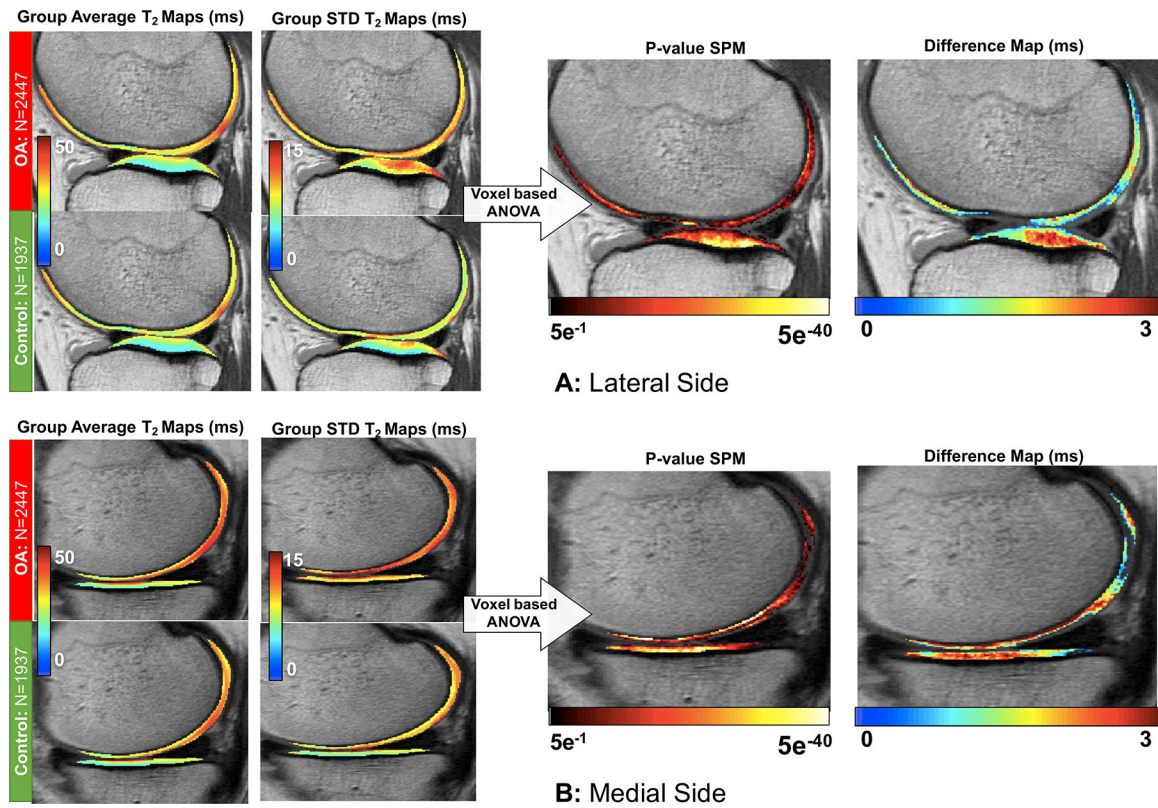 Group Average T₂ Maps (ms)
Group STD T₂ Maps (ms)
OA: N=2447
50
0
15
0
Control: N=1937
Voxel based
ANOVA
P-value SPM
Difference Map (ms)
5e⁻¹
5e⁻⁴⁰
0
3
A: Lateral Side
Group Average T₂ Maps (ms)
Group STD T₂ Maps (ms)
OA: N=2447
50
0
15
0
Control: N=1937
Voxel based
ANOVA
P-value SPM
Difference Map (ms)
5e⁻¹
5e⁻⁴⁰
0
3
B: Medial Side